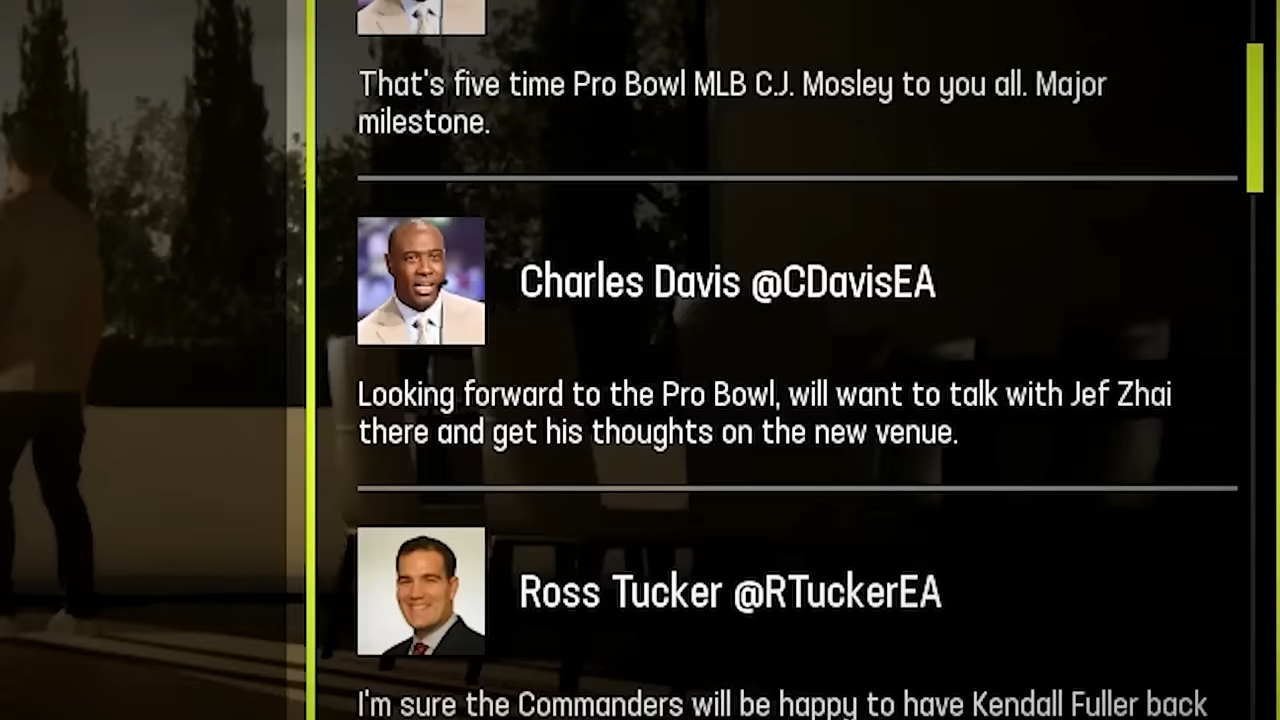 That's five time Pro Bowl MLB C.J. Mosley to you all. Major
milestone.
Charles Davis @CDavisEA
Looking forward to the Pro Bowl, will want to talk with Jef Zhai
there and get his thoughts on the new venue.
Ross Tucker @RTuckerEA
I'm sure the Commanders will be happy to have Kendall Fuller back